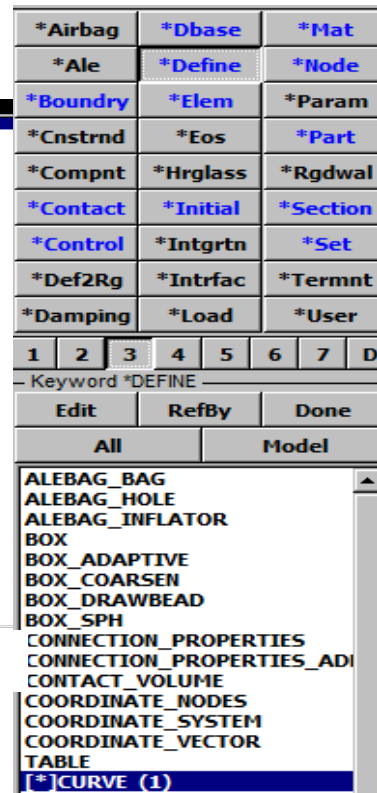 *Airbag *Dbase *Mat
*Ale *Define *Node
*Boundry *Elem *Param
*Cnstrnd *Eos *Part
*Compnt *Hrglass *Rgdwal
*Contact *Initial *Section
*Control *Intgrtn *Set
*Def2Rg *Intrfac *Termnt
*Damping *Load *User
1 2 3 4 5 6 7 D
Keyword *DEFINE
Edit RefBy Done
All Model
ALEBAG_BAG
ALEBAG_HOLE
ALEBAG_INFLATOR
BOX
BOX_ADAPTIVE
BOX_COARSEN
BOX_DRAWBEAD
BOX_SPH
CONNECTION_PROPERTIES
CONNECTION_PROPERTIES_ADI
CONTACT_VOLUME
COORDINATE_NODES
COORDINATE_SYSTEM
COORDINATE_VECTOR
TABLE
[*]CURVE (1)